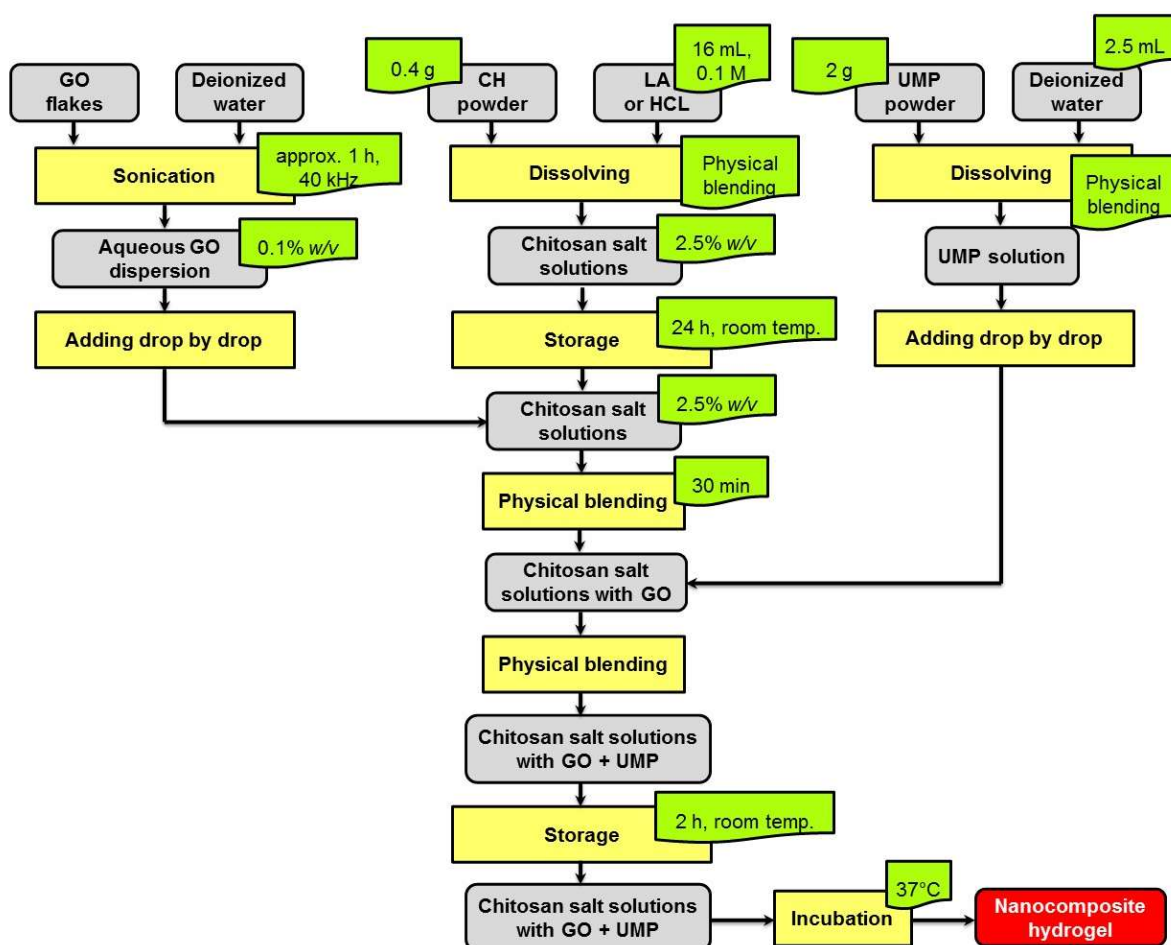 GO
flakes
Deionized
water
0.4 g
CH
powder
16 mL,
0.1 M
LA
or HCL
2 g
UMP
powder
2.5 mL
Deionized
water
Sonication
approx. 1 h,
40 kHz
Dissolving
Physical
blending
Dissolving
Physical
blending
Aqueous GO
dispersion
0.1% w/v
Chitosan salt
solutions
2.5% w/v
UMP solution
Adding drop by drop
Storage
24 h, room temp.
Adding drop by drop
Chitosan salt
solutions
2.5% w/v
Physical blending
30 min
Chitosan salt
solutions with GO
Physical blending
Chitosan salt solutions
with GO + UMP
Storage
2 h, room temp.
Chitosan salt solutions
with GO + UMP
Incubation
37°C
Nanocomposite
hydrogel